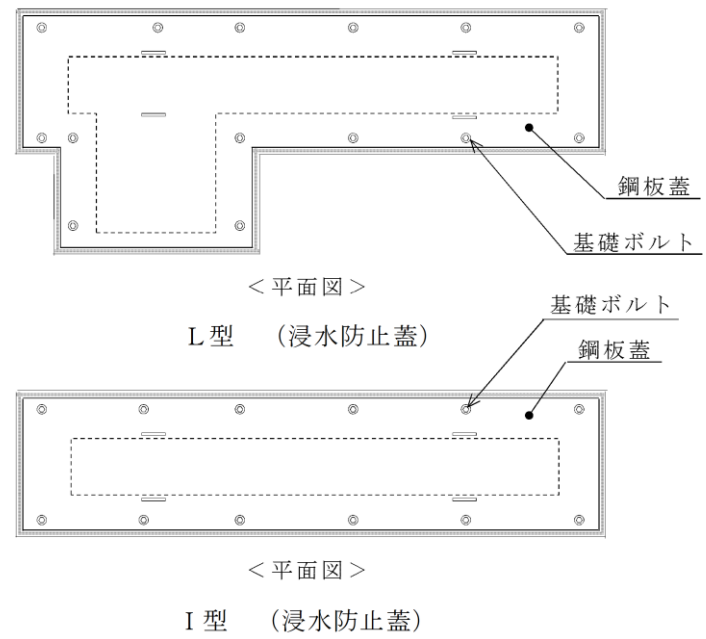 鋼板蓋
基礎ボルト
＜平面図＞
Ｌ型　（浸水防止蓋）
基礎ボルト
鋼板蓋
＜平面図＞
Ｉ型　（浸水防止蓋）